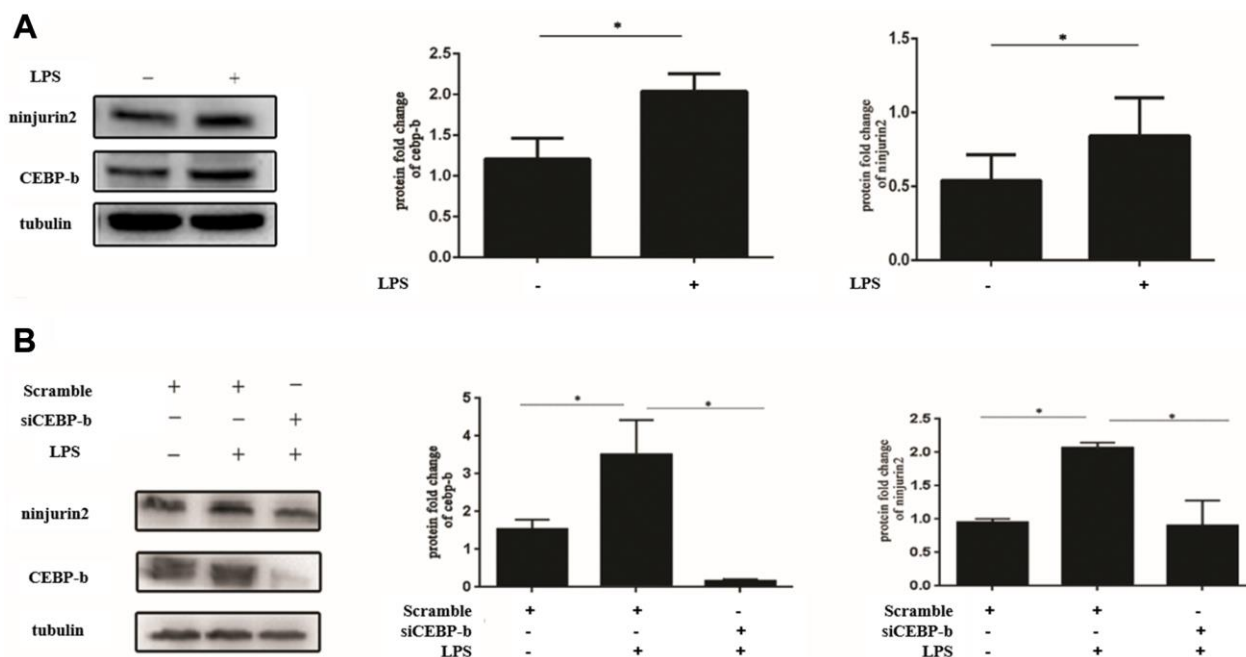 A
LPS − +
ninjurin2
CEBP-b
tubulin
*
2.5
2.0
1.5
1.0
0.5
0.0
protein fold change
of cebp-b
LPS - +
*
1.5
1.0
0.5
0.0
protein fold change
of ninjurin2
LPS - +
B
Scramble + + −
siCEBP-b − − +
LPS − + +
ninjurin2
CEBP-b
tubulin
* *
5
4
3
2
1
0
protein fold change
of cebp-b
Scramble + + -
siCEBP-b - - +
LPS - + +
* *
2.5
2.0
1.5
1.0
0.5
0.0
protein fold change
of ninjurin2
Scramble + + -
siCEBP-b - - +
LPS - + +